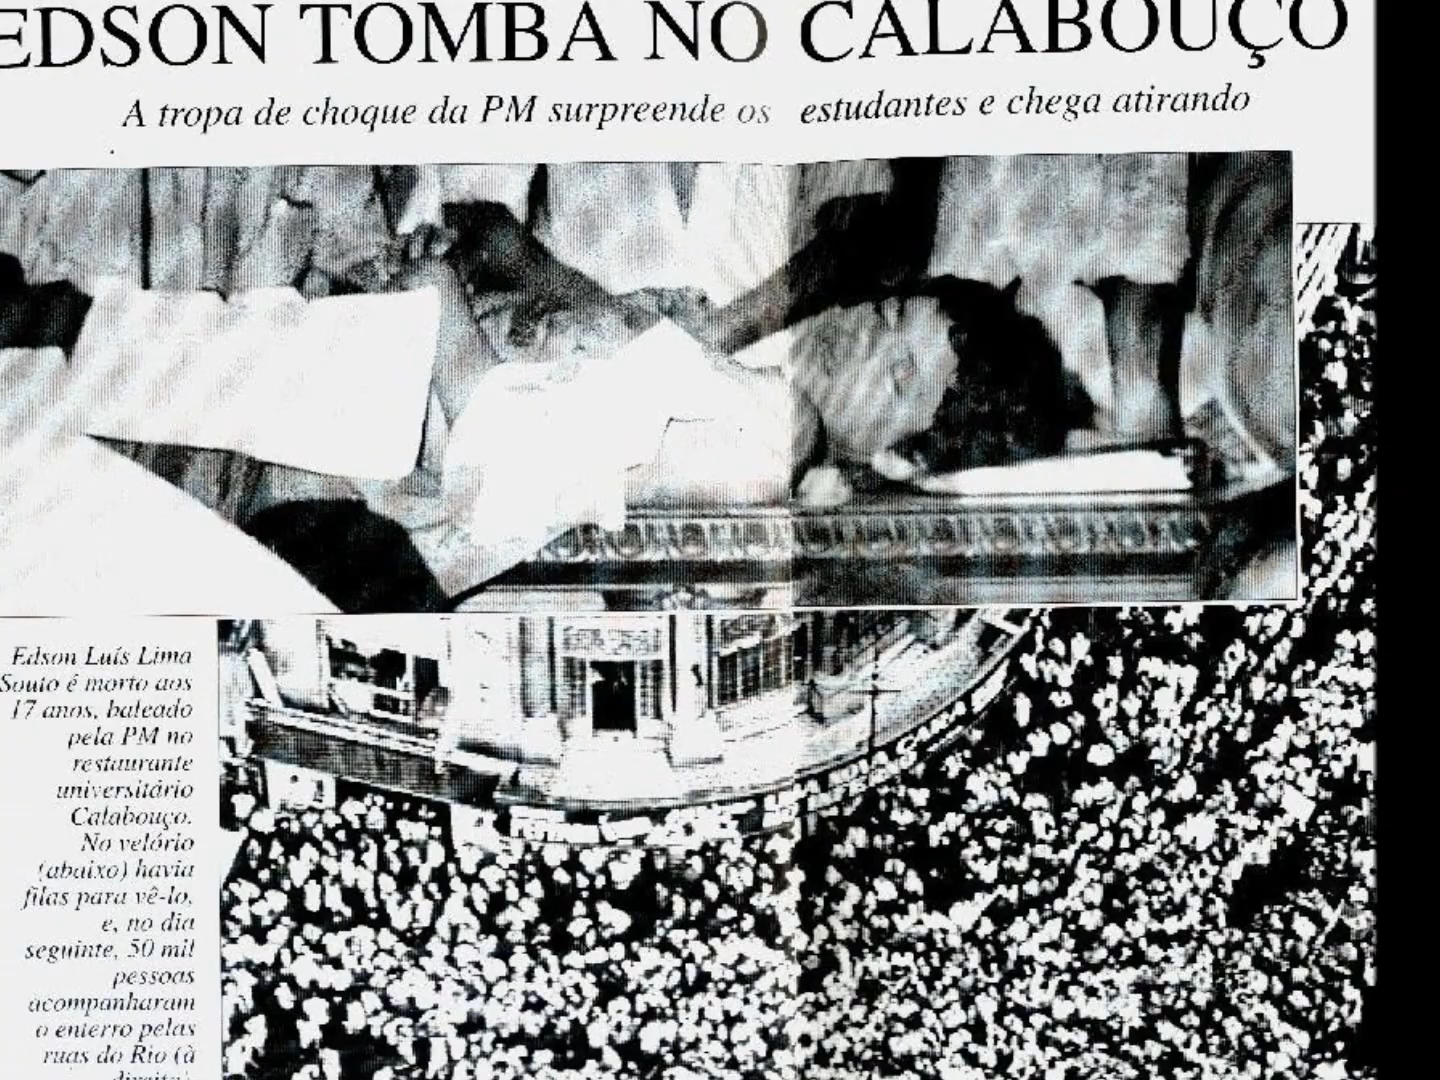 EDSON TOMBA NO CALABOUÇO
A tropa de choque da PM surpreende os estudantes e chega atirando
Edson Luís Lima
Souto é morto aos
17 anos, baleado
pela PM no
restaurante
universitário
Calabouço.
No velório
(abaixo) havia
filas para vê-lo,
e, no dia
seguinte, 50 mil
pessoas
acompanharam
o enterro pelas
ruas do Rio (à
direita).